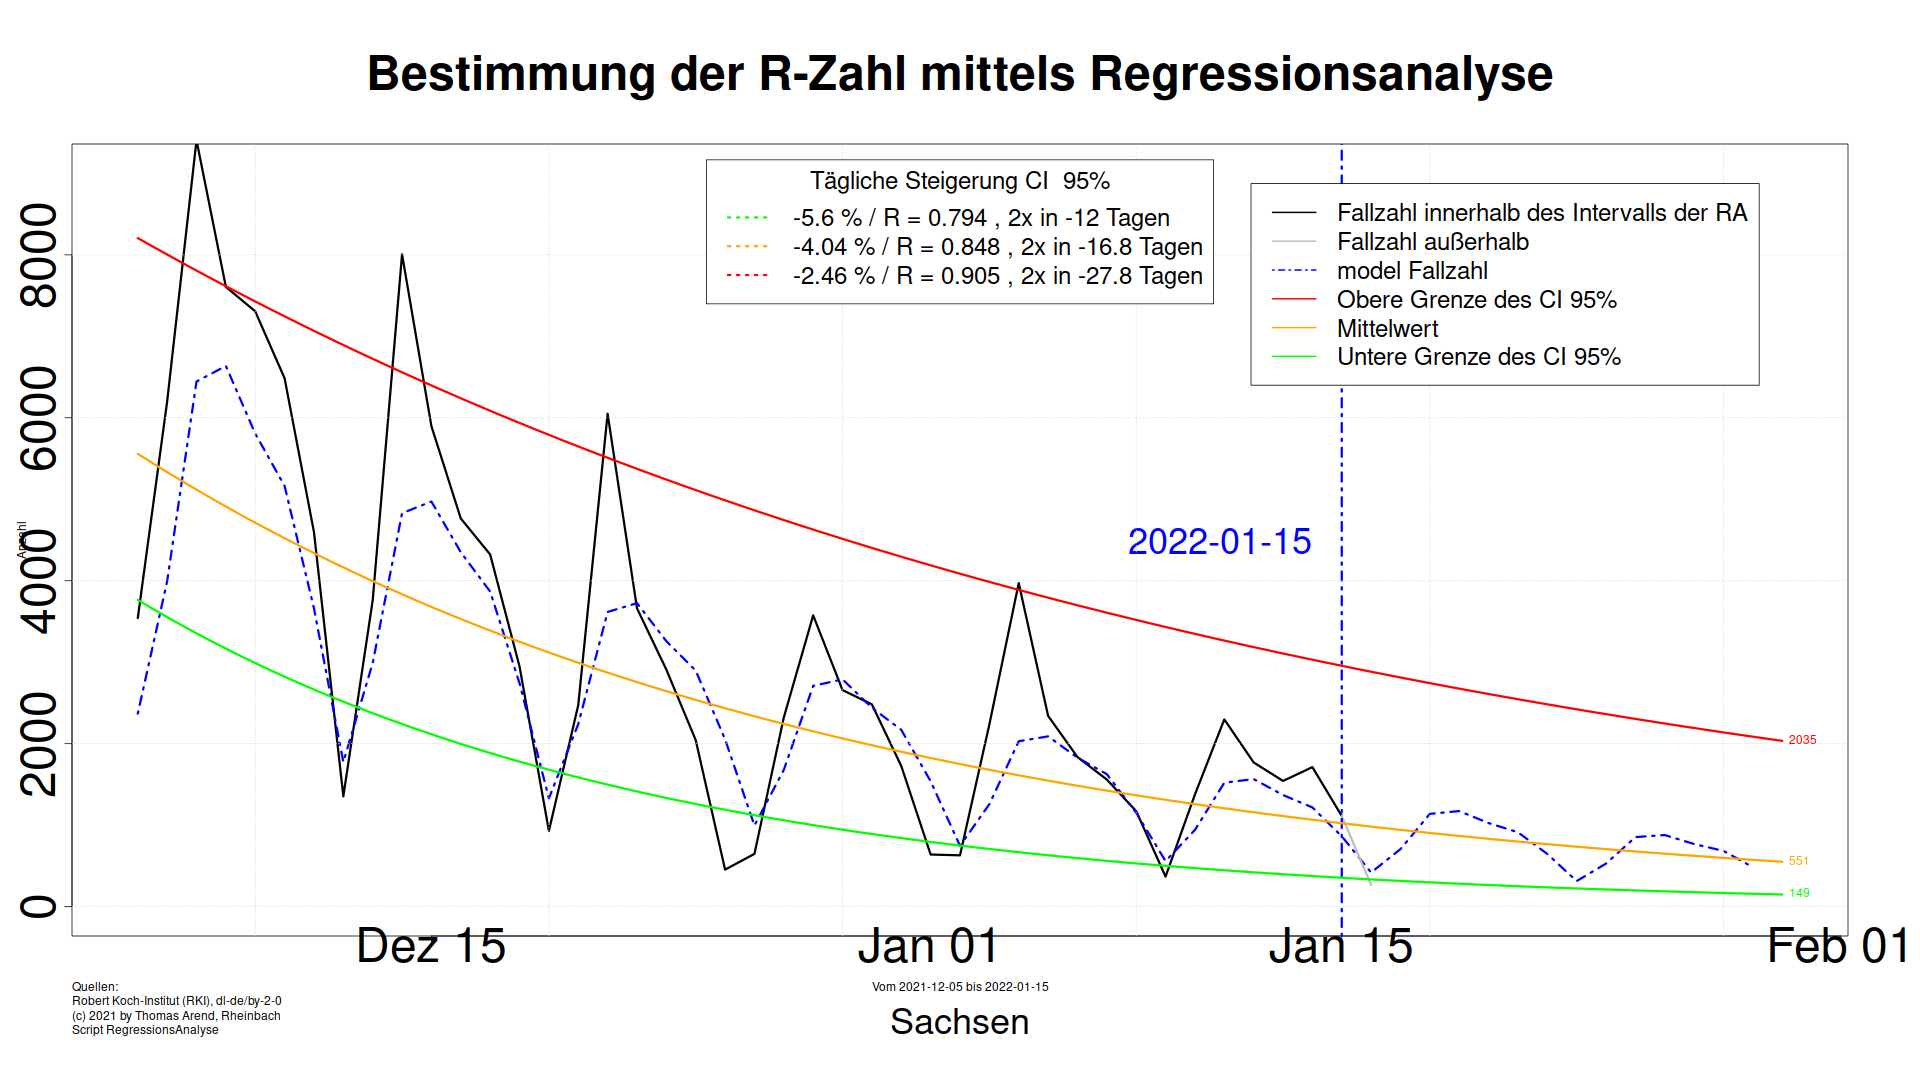 Bestimmung der R-Zahl mittels Regressionsanalyse
Tägliche Steigerung CI  95%
-5.6 % / R = 0.794 , 2x in -12 Tagen
-4.04 % / R = 0.848 , 2x in -16.8 Tagen
-2.46 % / R = 0.905 , 2x in -27.8 Tagen
Fallzahl innerhalb des Intervalls der RA
Fallzahl außerhalb
model Fallzahl
Obere Grenze des CI 95%
Mittelwert
Untere Grenze des CI 95%
8000
6000
4000
2000
0
Anzahl
2022-01-15
2035
551
149
Dez 15
Jan 01
Jan 15
Feb 01
Quellen:
Robert Koch-Institut (RKI), dl-de/by-2-0
(c) 2021 by Thomas Arend, Rheinbach
Script RegressionsAnalyse
Vom 2021-12-05 bis 2022-01-15
Sachsen